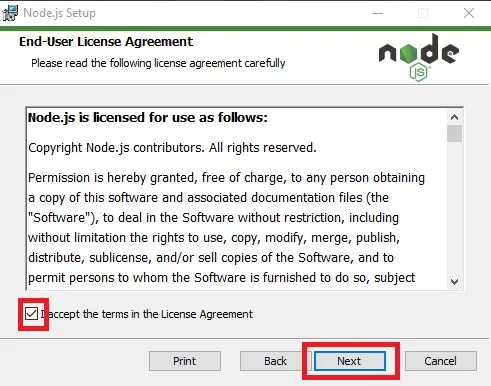 Node.js Setup
End-User License Agreement
Please read the following license agreement carefully
node
JS
Node.js is licensed for use as follows:
Copyright Node.js contributors. All rights reserved.
Permission is hereby granted, free of charge, to any person obtaining
a copy of this software and associated documentation files (the
"Software"), to deal in the Software without restriction, including
without limitation the rights to use, copy, modify, merge, publish,
distribute, sublicense, and/or sell copies of the Software, and to
permit persons to whom the Software is furnished to do so, subject
I accept the terms in the License Agreement
Print
Back
Next
Cancel